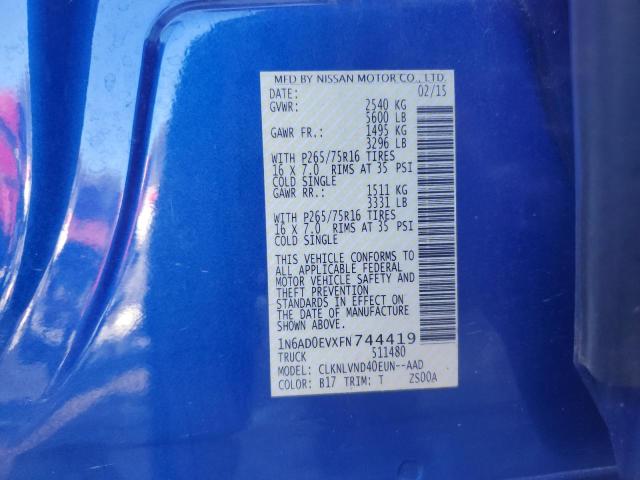 MFD BY NISSAN MOTOR CO., LTD.
DATE: 02/15
GVWR: 2540 KG
5600 LB
GAWR FR.: 1495 KG
3296 LB
WITH P265/75R16 TIRES
16 X 7.0 RIMS AT 35 PSI
COLD SINGLE
GAWR RR.: 1511 KG
3331 LB
WITH P265/75R16 TIRES
16 X 7.0 RIMS AT 35 PSI
COLD SINGLE
THIS VEHICLE CONFORMS TO
ALL APPLICABLE FEDERAL
MOTOR VEHICLE SAFETY AND
THEFT PREVENTION
STANDARDS IN EFFECT ON
THE DATE OF MANUFACTURE
SHOWN ABOVE.
1N6AD0EVXFN744419
TRUCK 511480
MODEL: CLKNLVND40EUN--AAD
COLOR: B17 TRIM: T ZS00A